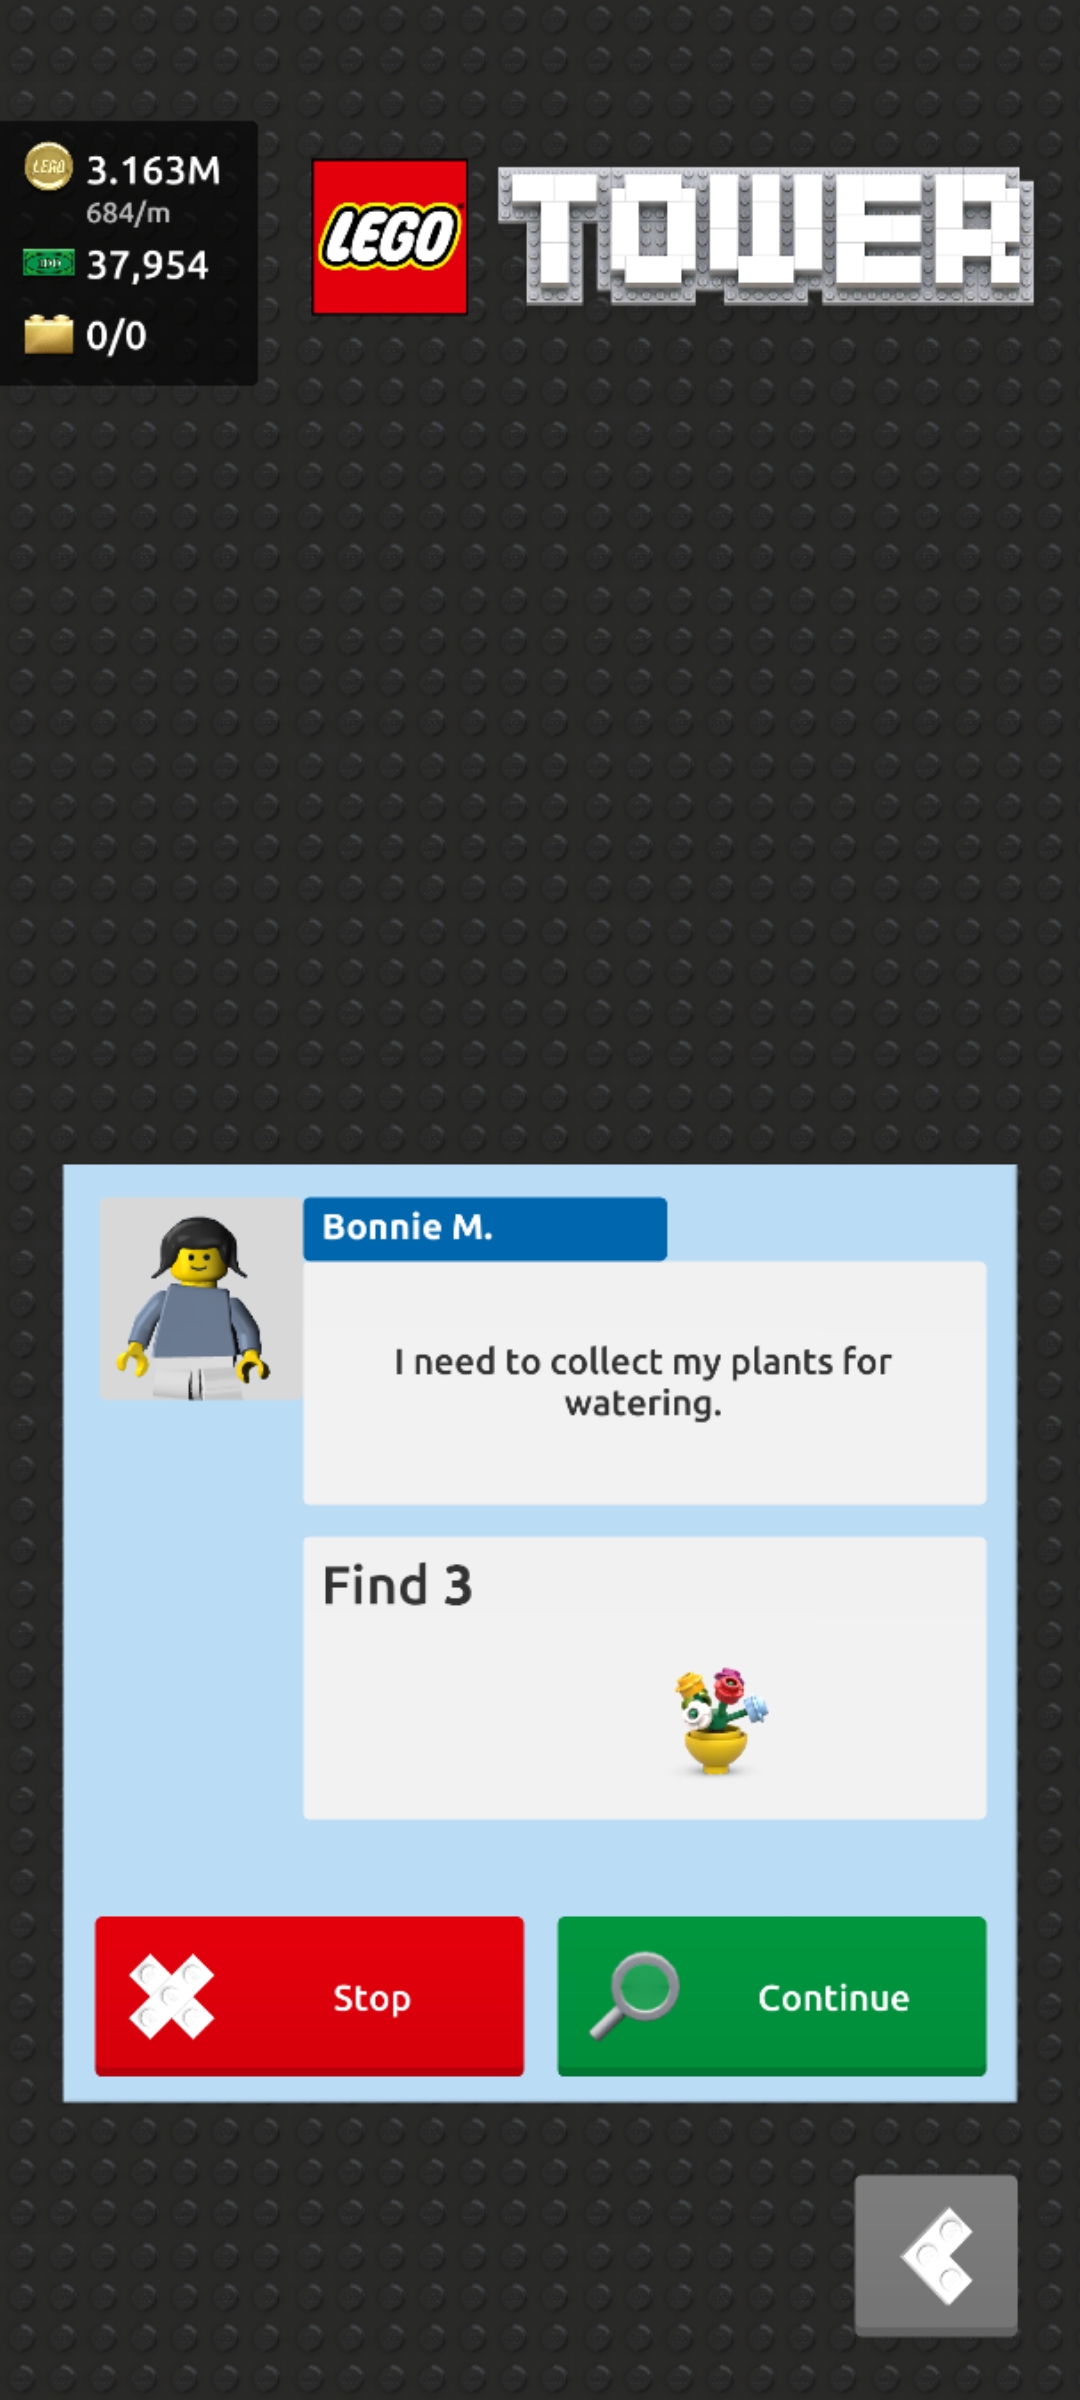 3.163M
684/m
37,954
0/0
LEGO
TOWER
Bonnie M.
I need to collect my plants for
watering.
Find 3
Stop
Continue